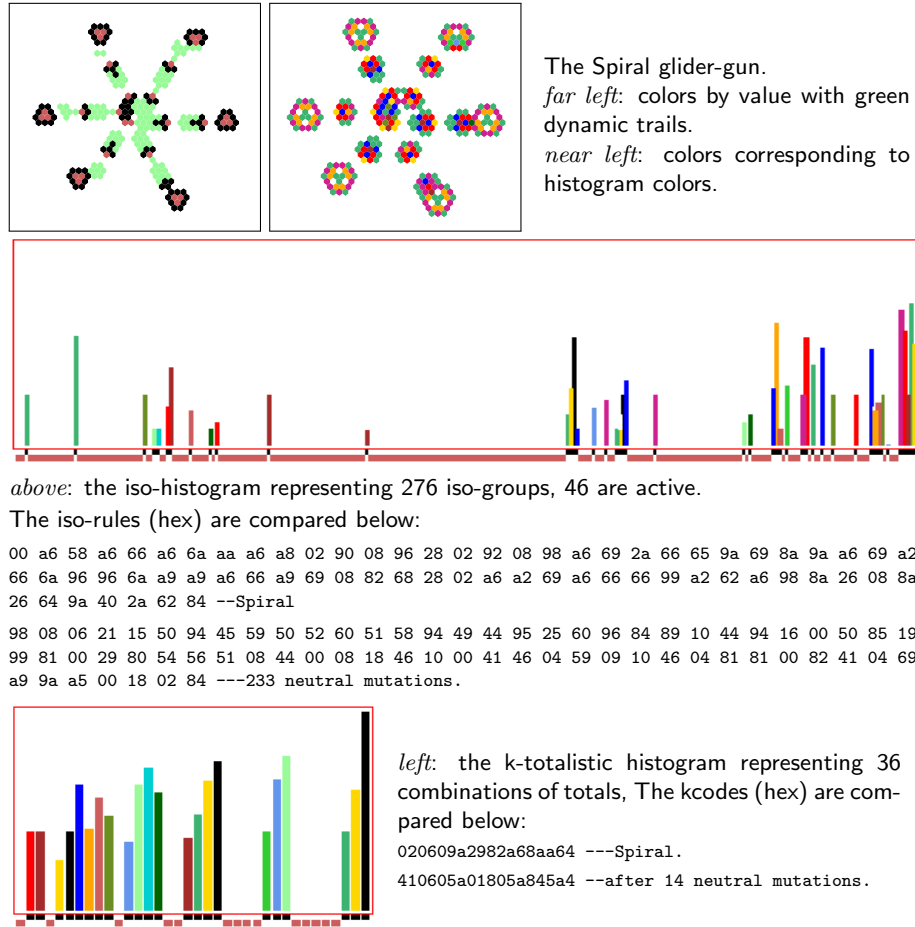 The Spiral glider-gun.
far left: colors by value with green
dynamic trails.
near left: colors corresponding to
histogram colors.
above: the iso-histogram representing 276 iso-groups, 46 are active.
The iso-rules (hex) are compared below:
00 a6 58 a6 66 a6 6a aa a6 a8 02 90 08 96 28 02 92 08 98 a6 69 2a 66 65 9a 69 8a 9a a6 69 a2
66 6a 96 96 6a a9 a9 a6 66 a9 69 08 82 68 28 02 a6 a2 69 a6 66 66 99 a2 62 a6 98 8a 26 08 8a
26 64 9a 40 2a 62 84 --Spiral
98 08 06 21 15 50 94 45 59 50 52 60 51 58 94 49 44 95 25 60 96 84 89 10 44 94 16 00 50 85 19
99 81 00 29 80 54 56 51 08 44 00 08 18 46 10 00 41 46 04 59 09 10 46 04 81 81 00 82 41 04 69
a9 9a a5 00 18 02 84 ---233 neutral mutations.
left: the k-totalistic histogram representing 36
combinations of totals, The kcodes (hex) are com-
pared below:
020609a2982a68aa64 ---Spiral.
410605a01805a845a4 --after 14 neutral mutations.